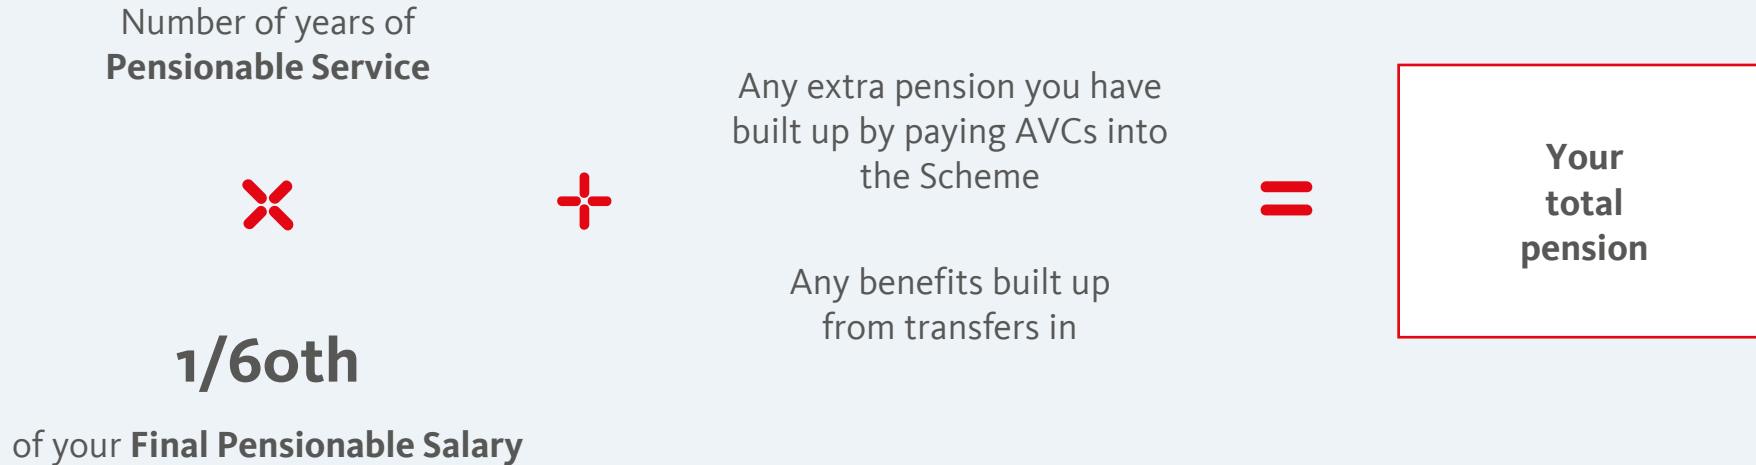 Number of years of
Pensionable Service
×
1/60th
of your Final Pensionable Salary
+
Any extra pension you have
built up by paying AVCs into
the Scheme
Any benefits built up
from transfers in
=
Your
total
pension